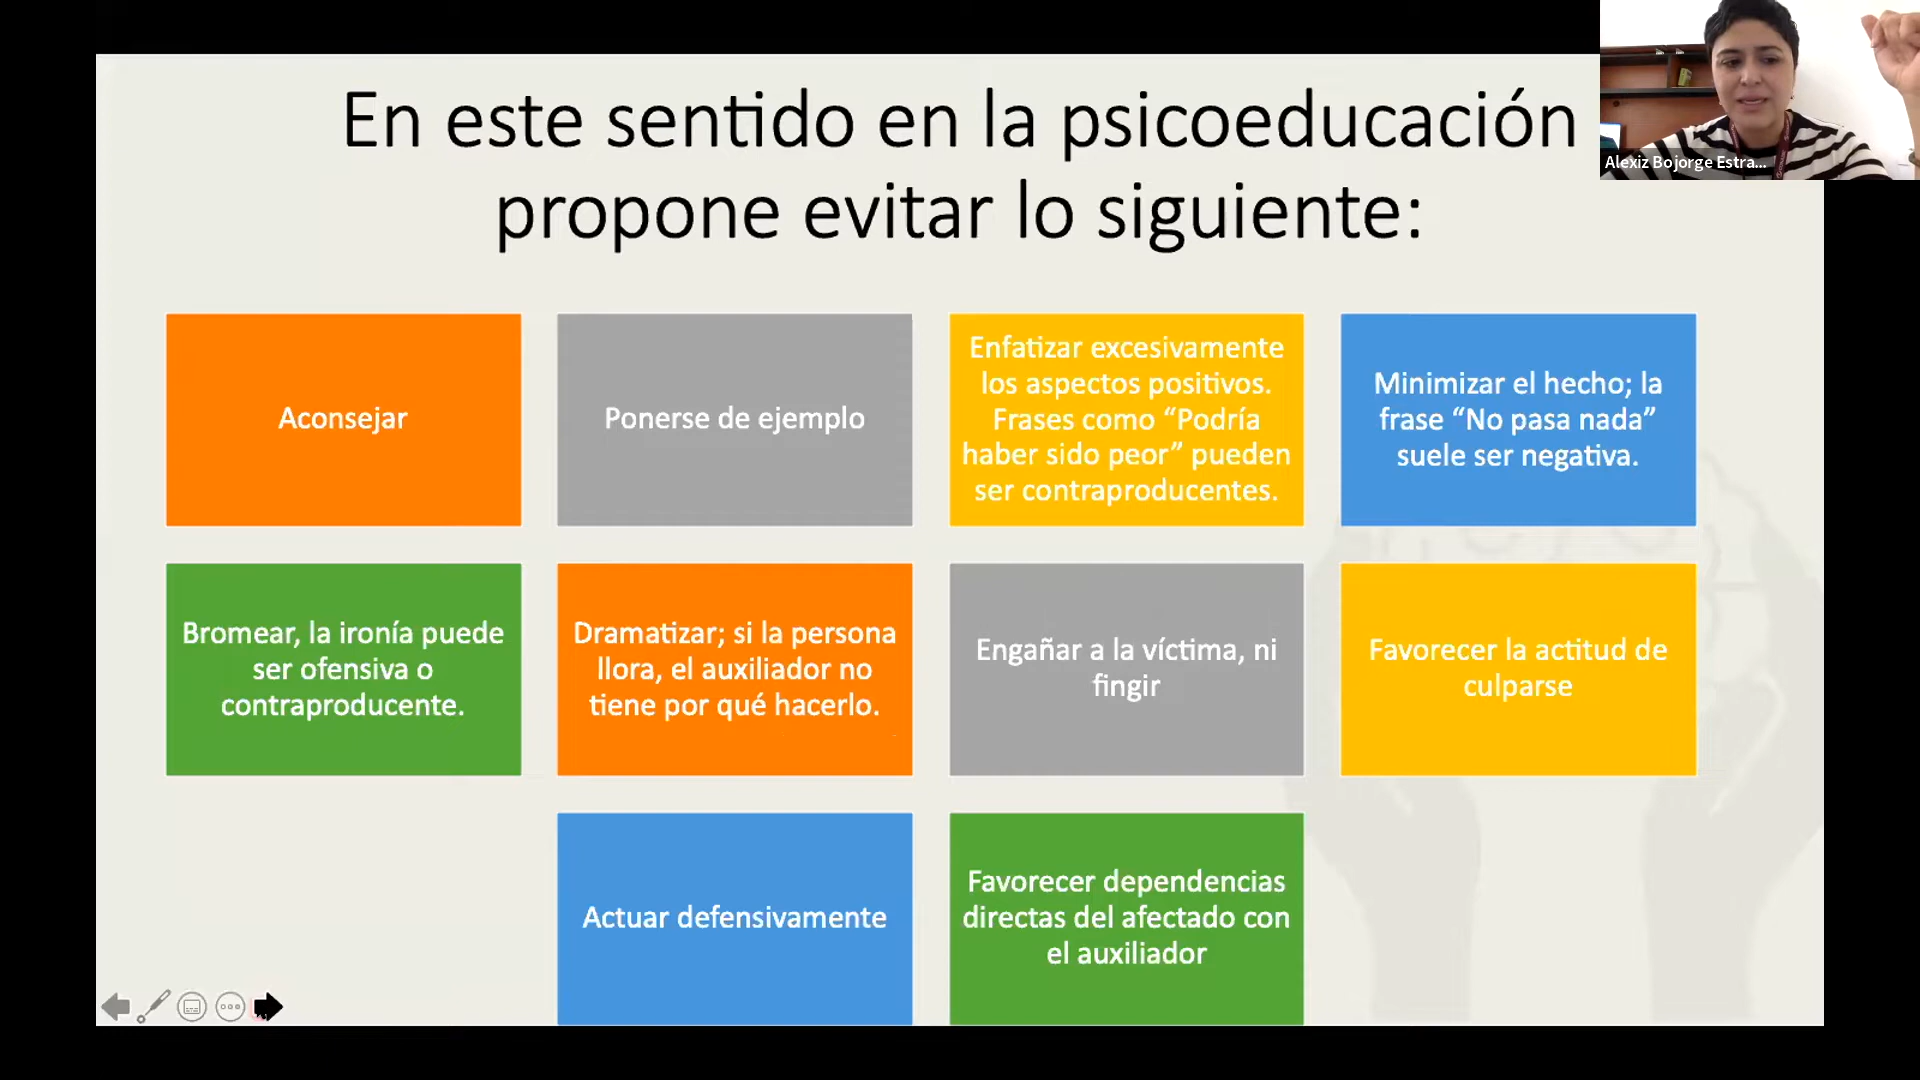 En este sentido en la psicoeducación
propone evitar lo siguiente:
Alexiz Bojorge Estra...
Aconsejar
Ponerse de ejemplo
Enfatizar excesivamente
los aspectos positivos.
Frases como “Podría
haber sido peor” pueden
ser contraproducentes.
Minimizar el hecho; la
frase “No pasa nada”
suele ser negativa.
Bromear, la ironía puede
ser ofensiva o
contraproducente.
Dramatizar; si la persona
llora, el auxiliador no
tiene por qué hacerlo.
Engañar a la víctima, ni
fingir
Favorecer la actitud de
culparse
Actuar defensivamente
Favorecer dependencias
directas del afectado con
el auxiliador